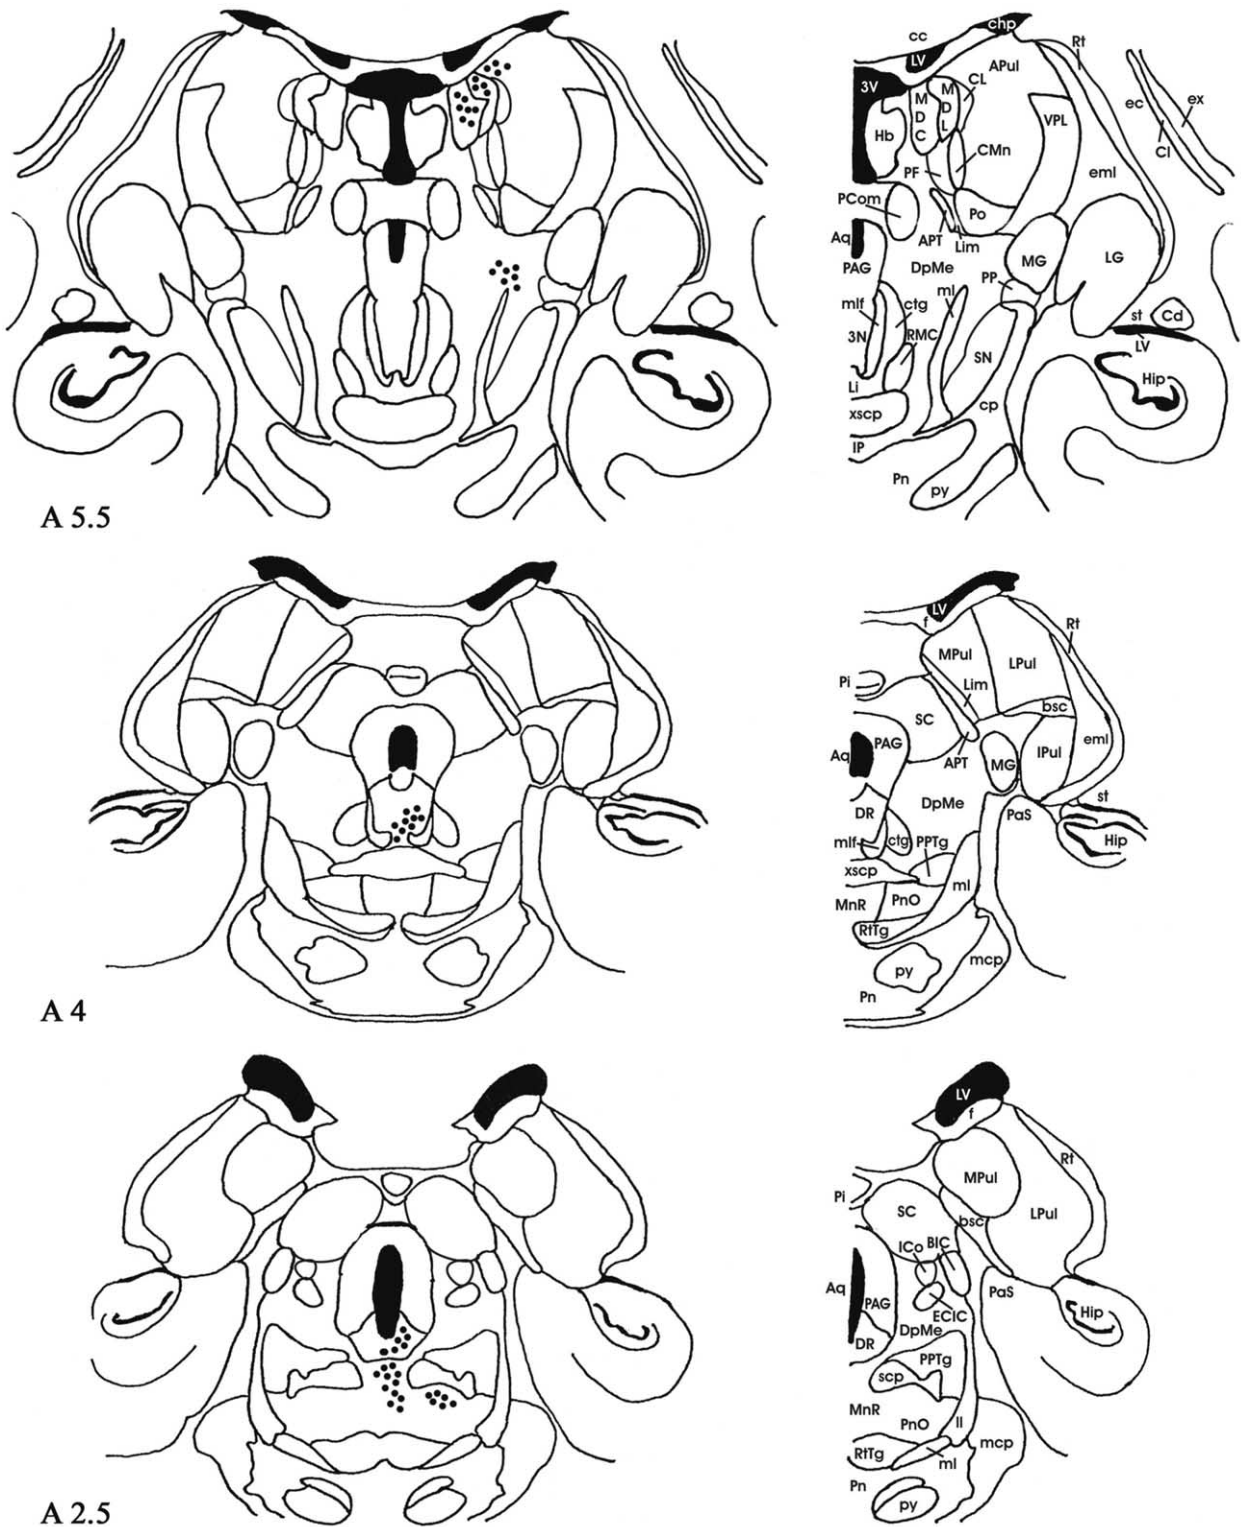 cc
chp
Rt
LV
APul
3V
M
D
C
M
D
L
CL
ec
ex
Hb
VPL
CMn
Cl
PF
eml
PCom
Po
Aq
APT
Lim
PAG
DpMe
MG
LG
PP
mlf
ctg
ml
st
Cd
3N
RMC
LV
SN
Hip
Li
xscp
cp
IP
Pn
py
A 5.5
LV
f
Rt
MPul
LPul
Pi
Lim
SC
bsc
Aq
PAG
eml
APT
MG
IPul
DpMe
st
DR
PaS
mlf
ctg
PPTg
Hip
xscp
ml
MnR
PnO
RtTg
mcp
py
Pn
A 4
LV
f
Rt
MPul
Pi
SC
bsc
LPul
ICo
BIC
Aq
PAG
PaS
ECIC
Hip
DpMe
DR
PPTg
scp
MnR
PnO
ll
mcp
RtTg
ml
Pn
py
A 2.5